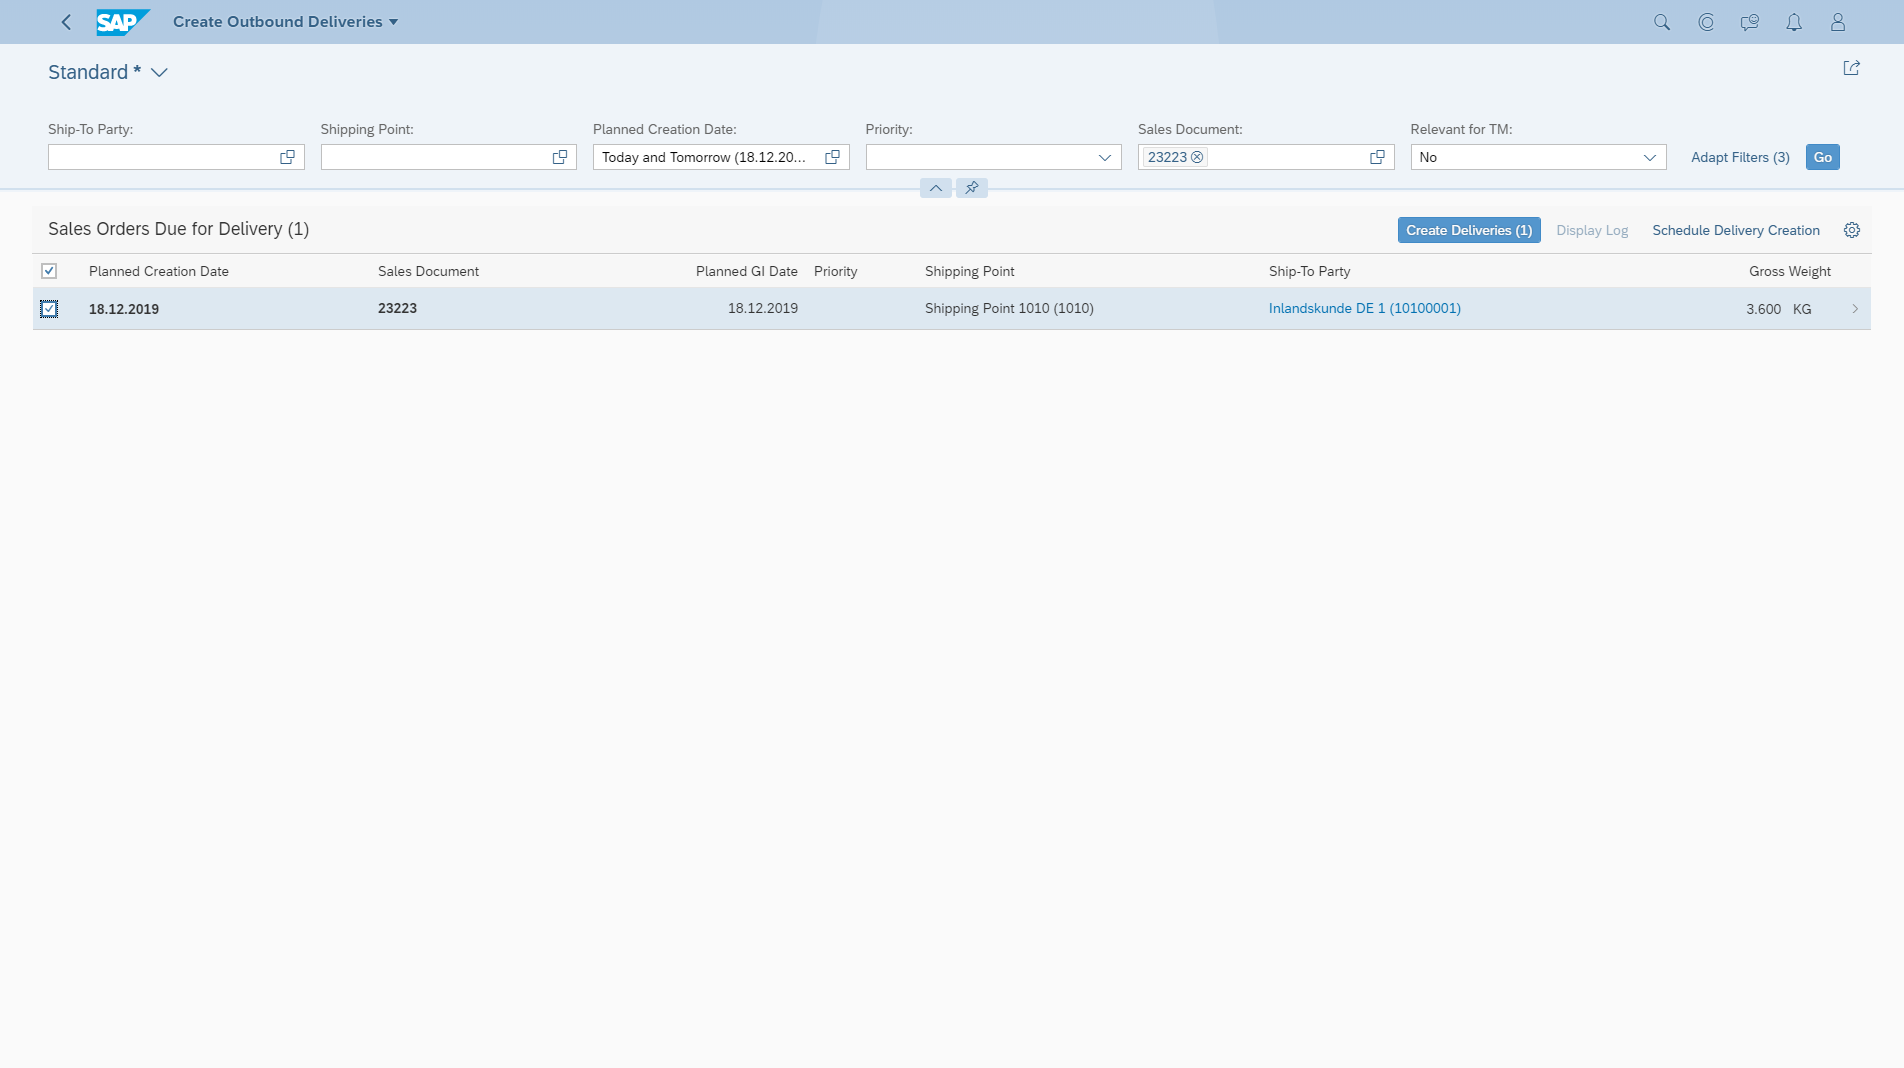 SAP Create Outbound Deliveries
Standard *
Ship-To Party: Shipping Point: Planned Creation Date: Priority: Sales Document: Relevant for TM:
Today and Tomorrow (18.12.20... 23223 No Adapt Filters (3) Go
Sales Orders Due for Delivery (1) Create Deliveries (1) Display Log Schedule Delivery Creation
Planned Creation Date Sales Document Planned GI Date Priority Shipping Point Ship-To Party Gross Weight
18.12.2019 23223 18.12.2019 Shipping Point 1010 (1010) Inlandskunde DE 1 (10100001) 3.600 KG